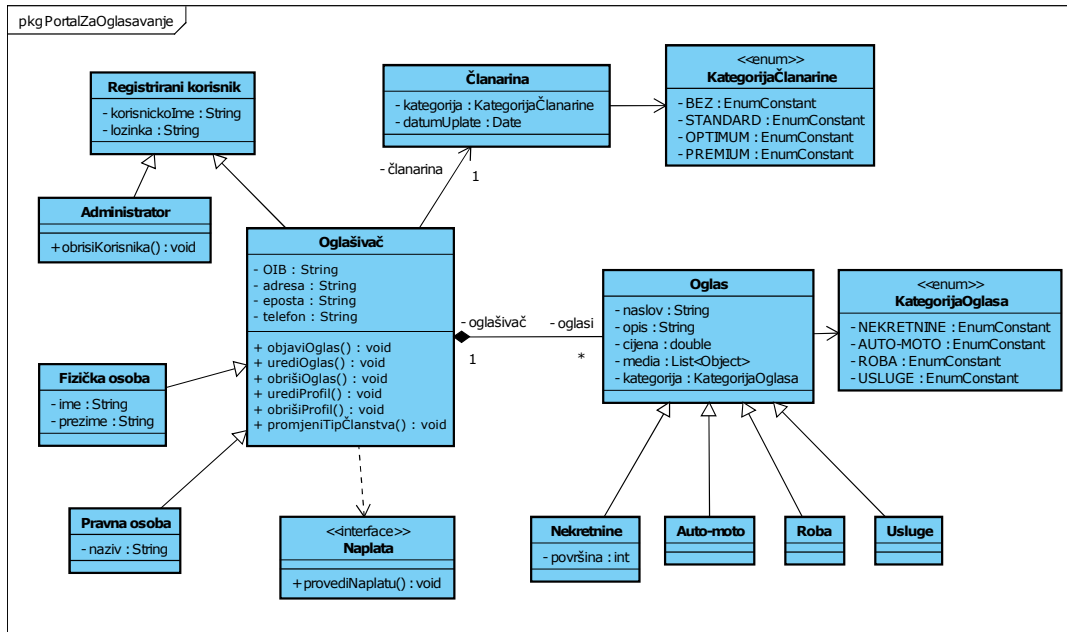 pkg PortalZaOglasavanje
Registrirani korisnik
- korisnickoIme : String
- lozinka : String
Članarina
- kategorija : KategorijaČlanarine
- datumUplate : Date
<<enum>>
KategorijaČlanarine
- BEZ : EnumConstant
- STANDARD : EnumConstant
- OPTIMUM : EnumConstant
- PREMIUM : EnumConstant
- članarina
1
Administrator
+ obrisiKorisnika() : void
Oglašivač
- OIB : String
- adresa : String
- eposta : String
- telefon : String
+ objaviOglas() : void
+ urediOglas() : void
+ obrišiOglas() : void
+ urediProfil() : void
+ obrišiProfil() : void
+ promjeniTipČlanstva() : void
- oglašivač
1
- oglasi
*
Oglas
- naslov : String
- opis : String
- cijena : double
- media : List<Object>
- kategorija : KategorijaOglasa
<<enum>>
KategorijaOglasa
- NEKRETNINE : EnumConstant
- AUTO-MOTO : EnumConstant
- ROBA : EnumConstant
- USLUGE : EnumConstant
Fizička osoba
- ime : String
- prezime : String
Pravna osoba
- naziv : String
<<interface>>
Naplata
+ provediNaplatu() : void
Nekretnine
- površina : int
Auto-moto
Roba
Usluge